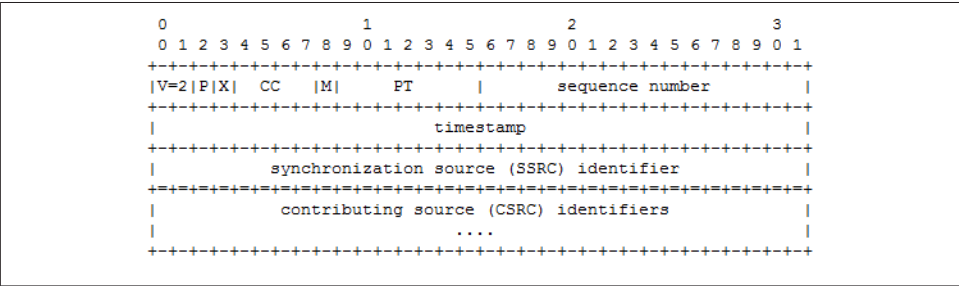 0                   1                   2                   3
 0 1 2 3 4 5 6 7 8 9 0 1 2 3 4 5 6 7 8 9 0 1 2 3 4 5 6 7 8 9 0 1
+-+-+-+-+-+-+-+-+-+-+-+-+-+-+-+-+-+-+-+-+-+-+-+-+-+-+-+-+-+-+-+-+
|V=2|P|X|  CC   |M|     PT      |       sequence number         |
+-+-+-+-+-+-+-+-+-+-+-+-+-+-+-+-+-+-+-+-+-+-+-+-+-+-+-+-+-+-+-+-+
|                           timestamp                           |
+-+-+-+-+-+-+-+-+-+-+-+-+-+-+-+-+-+-+-+-+-+-+-+-+-+-+-+-+-+-+-+-+
|           synchronization source (SSRC) identifier            |
+=+=+=+=+=+=+=+=+=+=+=+=+=+=+=+=+=+=+=+=+=+=+=+=+=+=+=+=+=+=+=+=+
|            contributing source (CSRC) identifiers             |
|                             ....                              |
+-+-+-+-+-+-+-+-+-+-+-+-+-+-+-+-+-+-+-+-+-+-+-+-+-+-+-+-+-+-+-+-+